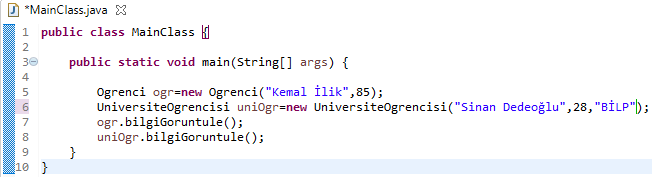 *MainClass.java
1 public class MainClass {
2
3 public static void main(String[] args) {
4
5 Ogrenci ogr=new Ogrenci("Kemal İlik",85);
6 UniversiteOgrencisi uniOgr=new UniversiteOgrencisi("Sinan Dedeoğlu",28,"BİLP");
7 ogr.bilgiGoruntule();
8 uniOgr.bilgiGoruntule();
9 }
10 }